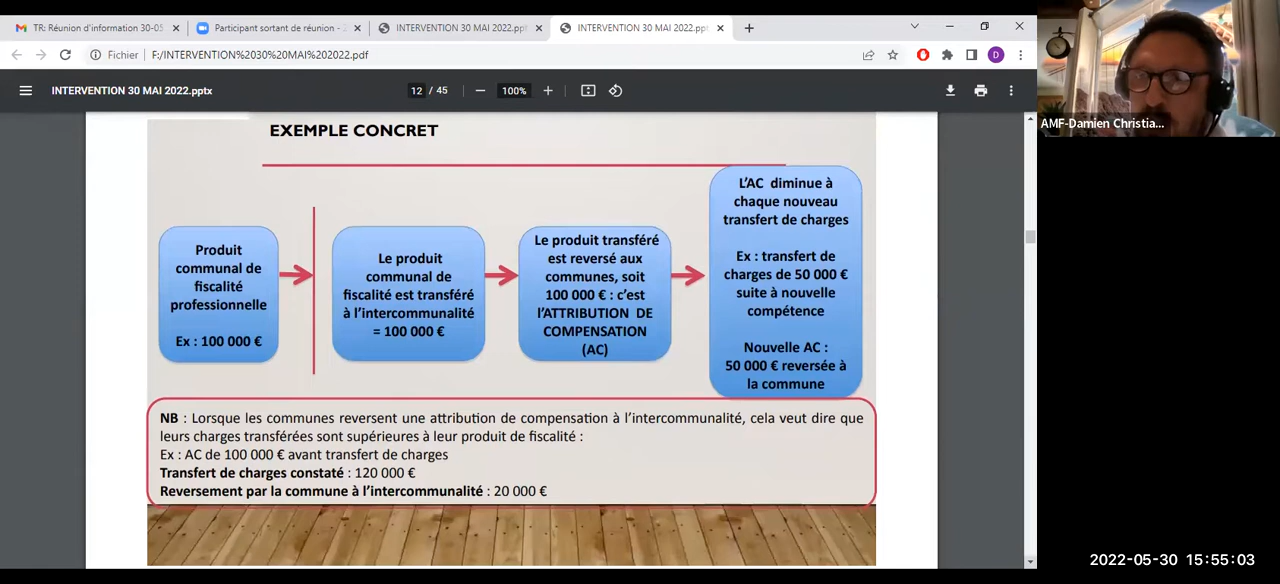 TR: Réunion d'information 30-05
Participant sortant de réunion -
INTERVENTION 30 MAI 2022.ppt
INTERVENTION 30 MAI 2022.ppt
Fichier
F:/INTERVENTION%2030%20MAI%202022.pdf
D
INTERVENTION 30 MAI 2022.pptx
12 / 45
100%
AMF-Damien Christia...
EXEMPLE CONCRET
Produit
communal de
fiscalité
professionnelle
Ex : 100 000 €
Le produit
communal de
fiscalité est transféré
à l'intercommunalité
= 100 000 €
Le produit transféré
est reversé aux
communes, soit
100 000 € : c'est
l'ATTRIBUTION DE
COMPENSATION
(AC)
L'AC diminue à
chaque nouveau
transfert de charges
Ex : transfert de
charges de 50 000 €
suite à nouvelle
compétence
Nouvelle AC :
50 000 € reversée à
la commune
NB : Lorsque les communes reversent une attribution de compensation à l'intercommunalité, cela veut dire que
leurs charges transférées sont supérieures à leur produit de fiscalité :
Ex : AC de 100 000 € avant transfert de charges
Transfert de charges constaté : 120 000 €
Reversement par la commune à l'intercommunalité : 20 000 €
2022-05-30 15:55:03